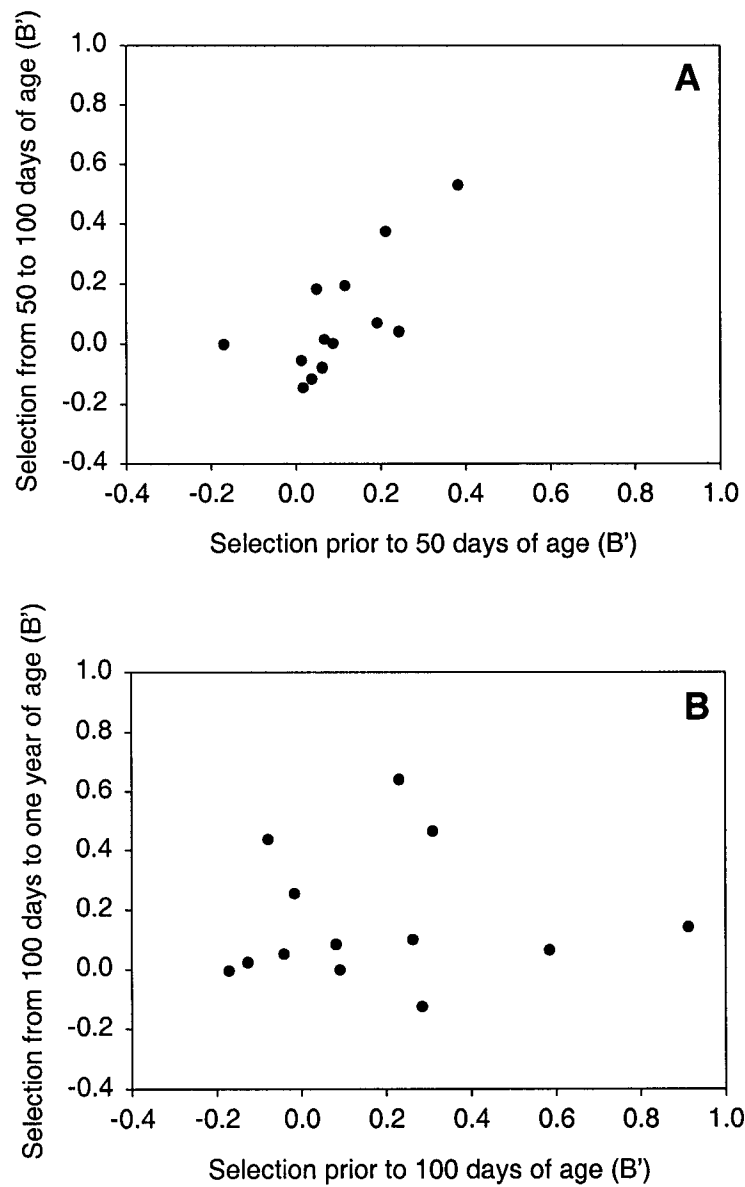 Selection from 50 to 100 days of age (B')
1.0
A
0.8
0.6
0.4
0.2
0.0
-0.2
-0.4
-0.4 -0.2 0.0 0.2 0.4 0.6 0.8 1.0
Selection prior to 50 days of age (B')
Selection from 100 days to one year of age (B')
1.0
B
0.8
0.6
0.4
0.2
0.0
-0.2
-0.4
-0.4 -0.2 0.0 0.2 0.4 0.6 0.8 1.0
Selection prior to 100 days of age (B')